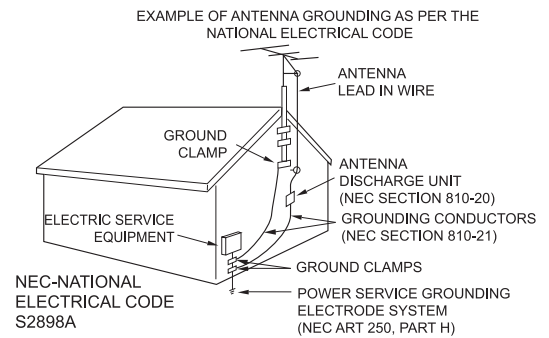 EXAMPLE OF ANTENNA GROUNDING AS PER THE
NATIONAL ELECTRICAL CODE
ANTENNA
LEAD IN WIRE
GROUND
CLAMP
ANTENNA
DISCHARGE UNIT
(NEC SECTION 810-20)
ELECTRIC SERVICE
EQUIPMENT
GROUNDING CONDUCTORS
(NEC SECTION 810-21)
GROUND CLAMPS
NEC-NATIONAL
ELECTRICAL CODE
S2898A
POWER SERVICE GROUNDING
ELECTRODE SYSTEM
(NEC ART 250, PART H)